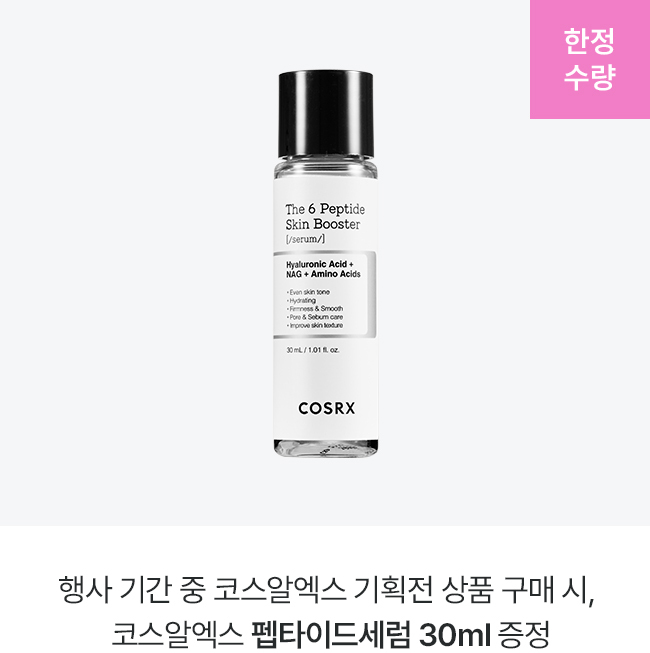 한정
수량
The 6 Peptide
Skin Booster
[/serum/]
Hyaluronic Acid +
NAG + Amino Acids
• Even skin tone
• Hydrating
• Firmness & Smooth
• Pore & Sebum care
• Improve skin texture
30 mL / 1.01 fl. oz.
COSRX
행사 기간 중 코스알엑스 기획전 상품 구매 시,
코스알엑스 펩타이드세럼 30ml 증정